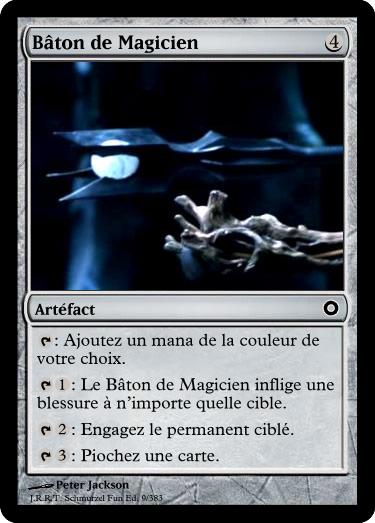 Bâton de Magicien 4
Artéfact
: Ajoutez un mana de la couleur de
votre choix.
1 : Le Bâton de Magicien inflige une
blessure à n'importe quelle cible.
2 : Engagez le permanent ciblé.
3 : Piochez une carte.
Peter Jackson
J.R.R.T. Schmurzel Fun Ed. 9/383